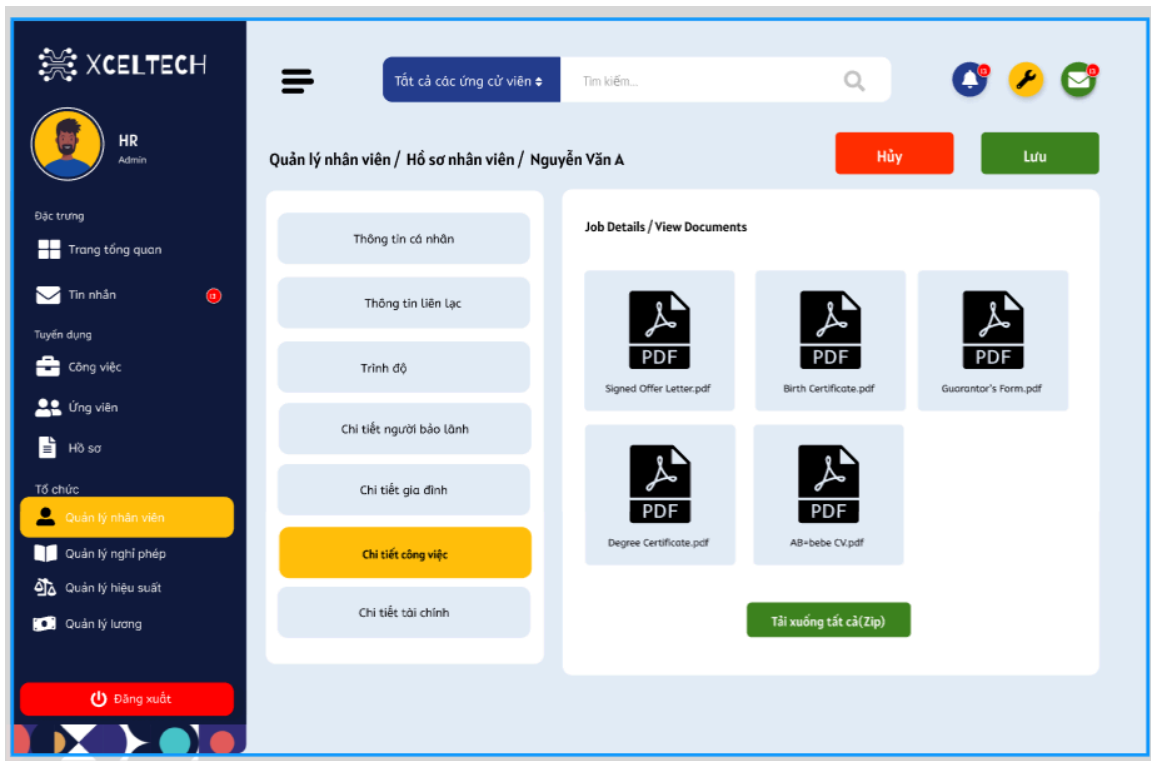 XCELTECH
HR
Admin
Đặc trưng
Trang tổng quan
Tin nhắn
13
Tuyển dụng
Công việc
Ứng viên
Hồ sơ
Tổ chức
Quản lý nhân viên
Quản lý nghỉ phép
Quản lý hiệu suất
Quản lý lương
Đăng xuất
Tất cả các ứng cử viên
Tìm kiếm...
13
13
Quản lý nhân viên / Hồ sơ nhân viên / Nguyễn Văn A
Hủy
Lưu
Thông tin cá nhân
Thông tin liên lạc
Trình độ
Chi tiết người bảo lãnh
Chi tiết gia đình
Chi tiết công việc
Chi tiết tài chính
Job Details / View Documents
PDF
Signed Offer Letter.pdf
PDF
Birth Certificate.pdf
PDF
Guarantor's Form.pdf
PDF
Degree Certificate.pdf
PDF
AB+bebe CV.pdf
Tải xuống tất cả(Zip)